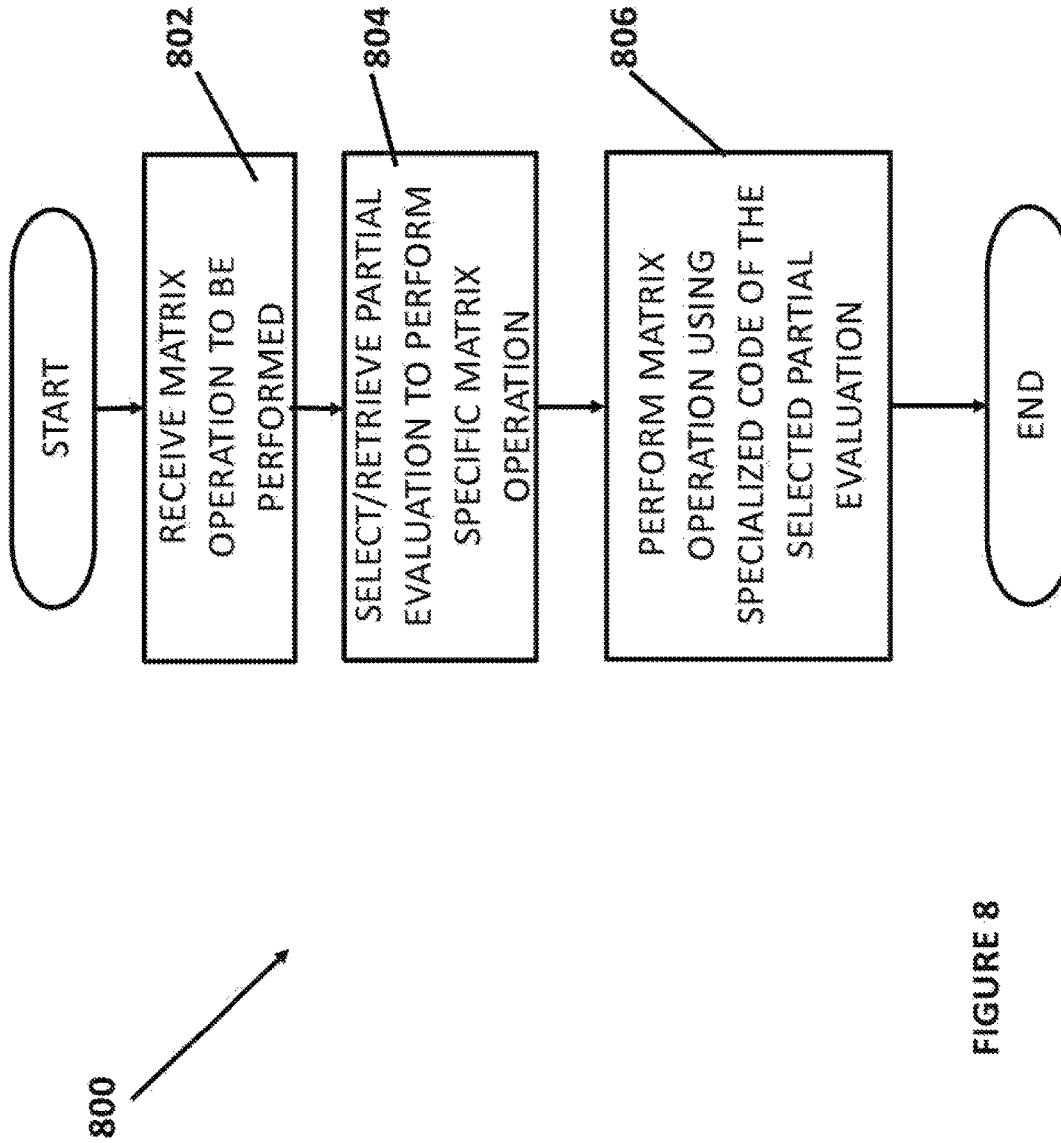 800
START
RECEIVE MATRIX
OPERATION TO BE
PERFORMED
802
SELECT/RETRIEVE PARTIAL
EVALUATION TO PERFORM
SPECIFIC MATRIX
OPERATION
804
PERFORM MATRIX
OPERATION USING
SPECIALIZED CODE OF THE
SELECTED PARTIAL
EVALUATION
806
END
FIGURE 8